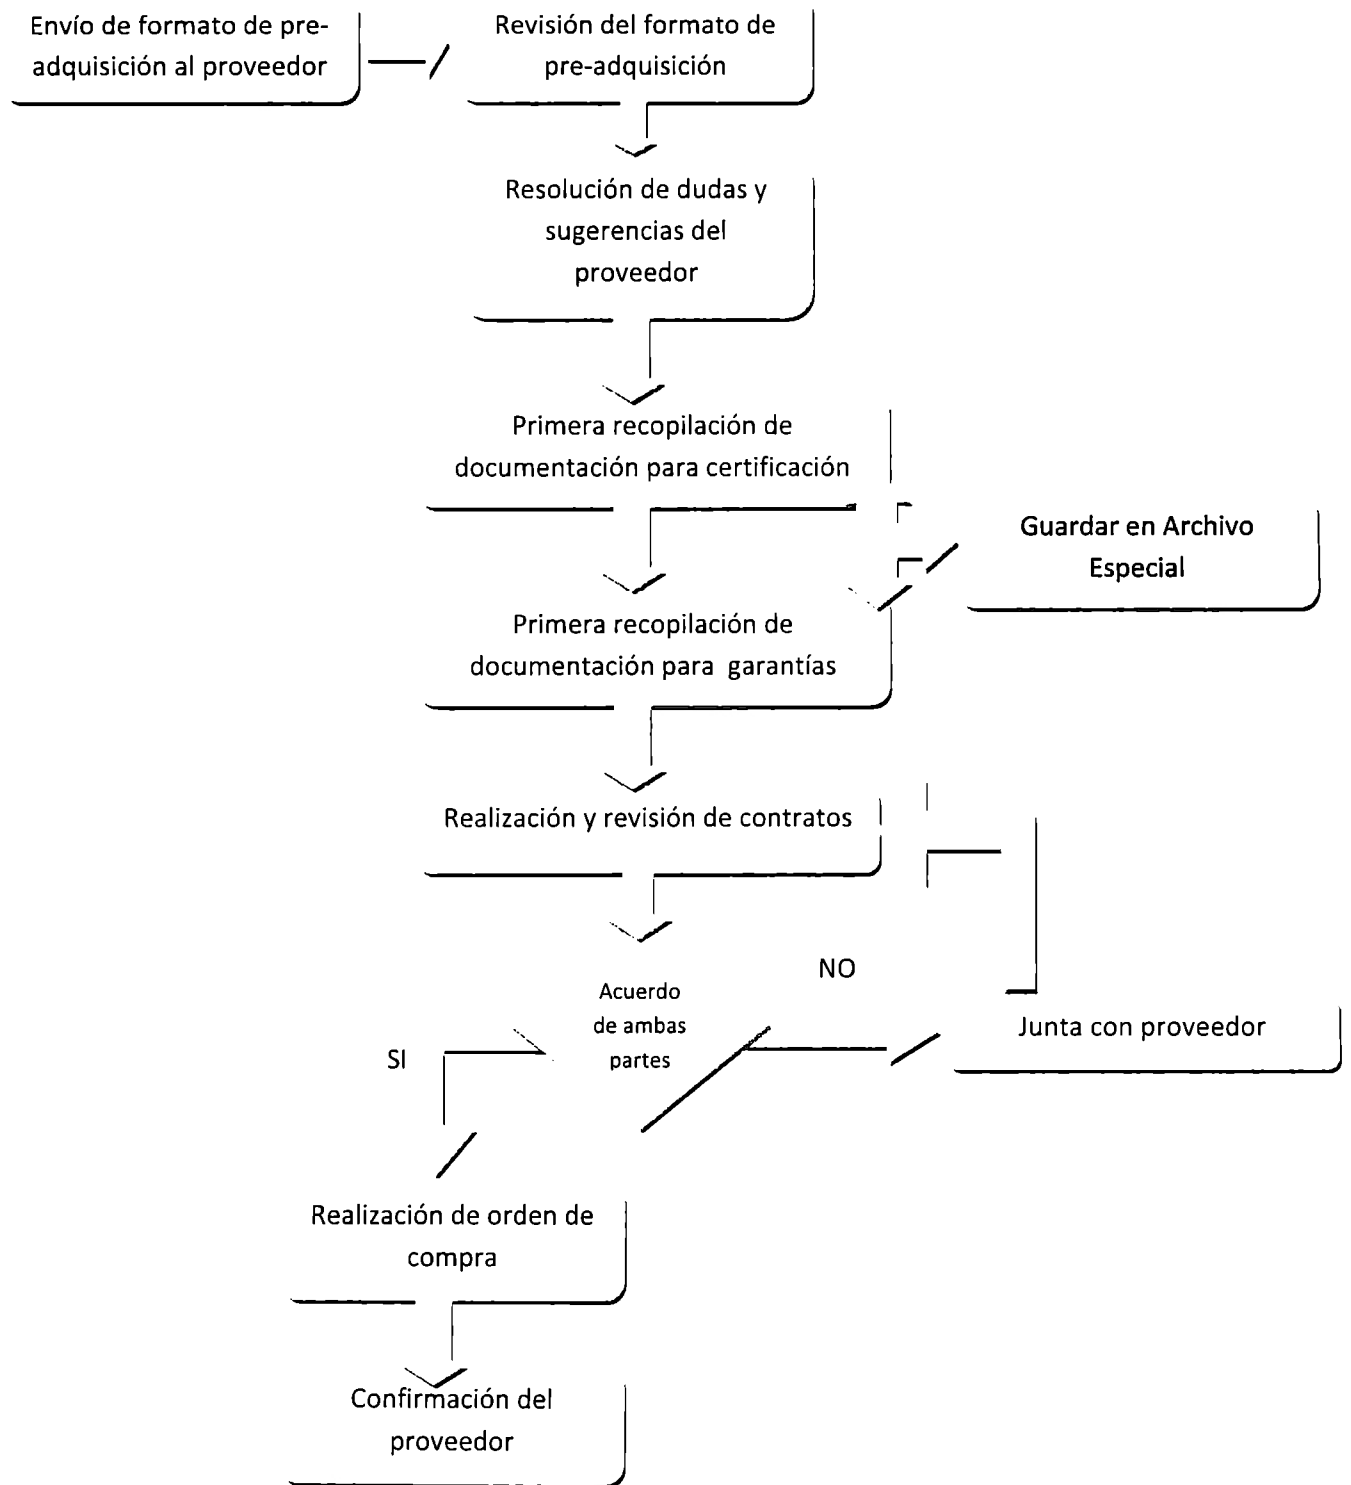 Envío de formato de pre-
adquisición al proveedor
Revisión del formato de
pre-adquisición
Resolución de dudas y
sugerencias del
proveedor
Primera recopilación de
documentación para certificación
Guardar en Archivo
Especial
Primera recopilación de
documentación para garantías
Realización y revisión de contratos
NO
Acuerdo
de ambas
partes
Junta con proveedor
SI
Realización de orden de
compra
Confirmación del
proveedor